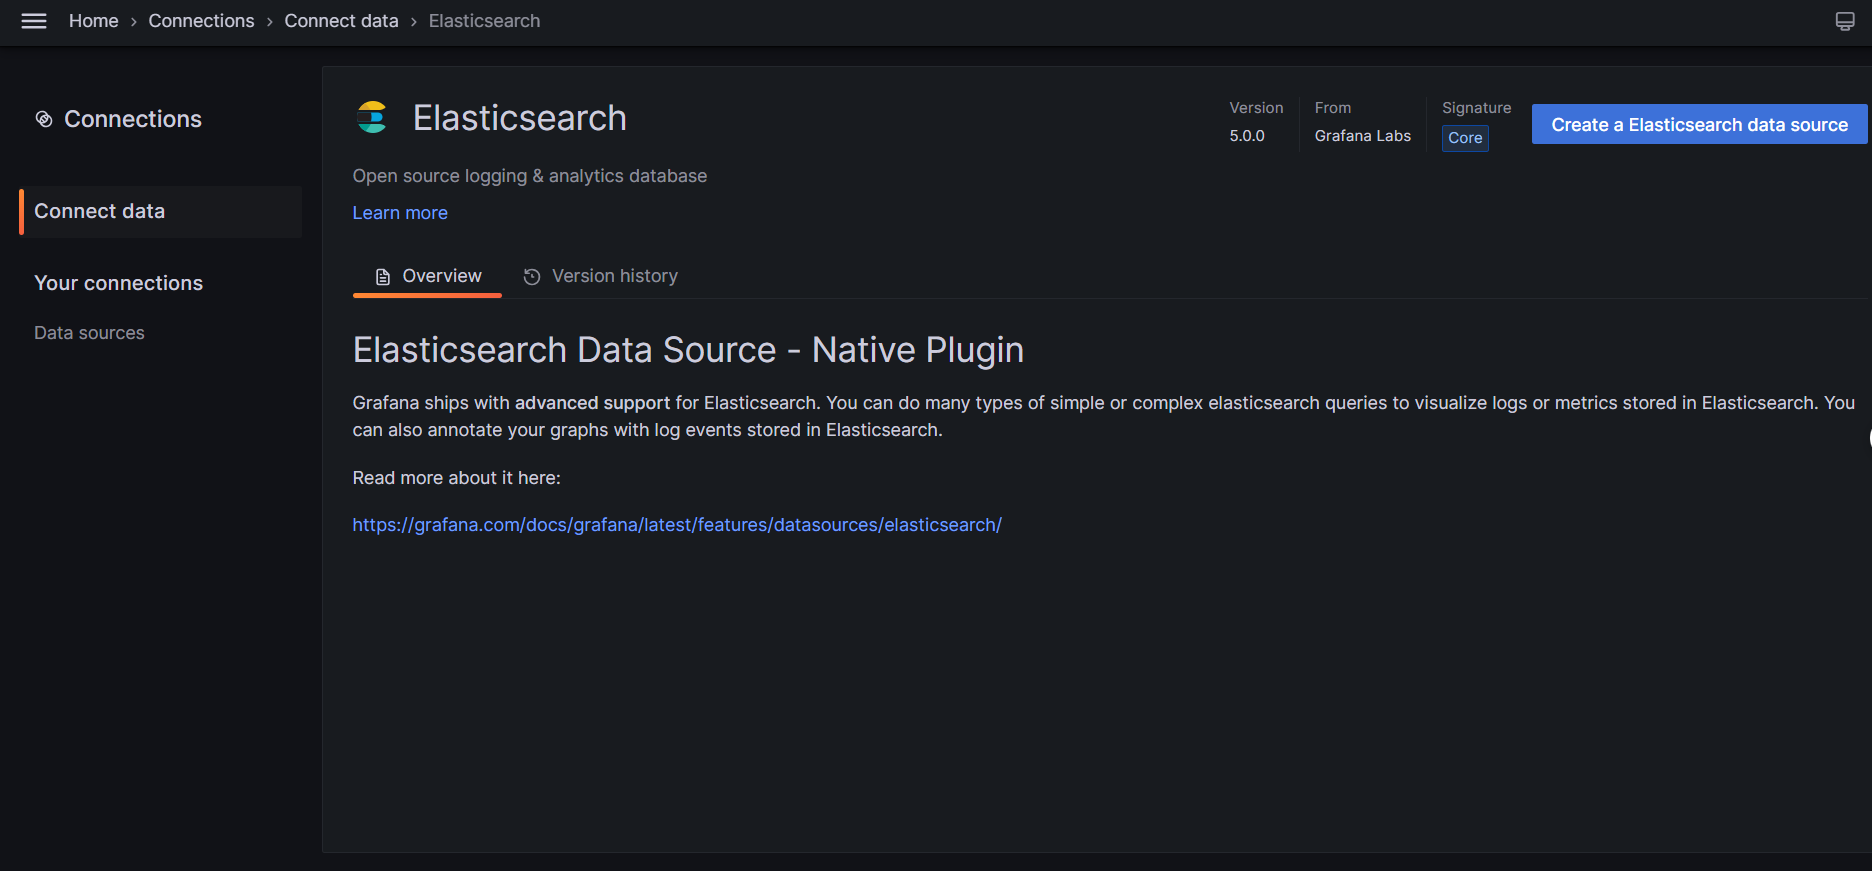 Home › Connections › Connect data › Elasticsearch
Connections
Connect data
Your connections
Data sources
Elasticsearch
Version
5.0.0
From
Grafana Labs
Signature
Core
Create a Elasticsearch data source
Open source logging & analytics database
Learn more
Overview
Version history
Elasticsearch Data Source - Native Plugin
Grafana ships with advanced support for Elasticsearch. You can do many types of simple or complex elasticsearch queries to visualize logs or metrics stored in Elasticsearch. You
can also annotate your graphs with log events stored in Elasticsearch.
Read more about it here:
https://grafana.com/docs/grafana/latest/features/datasources/elasticsearch/